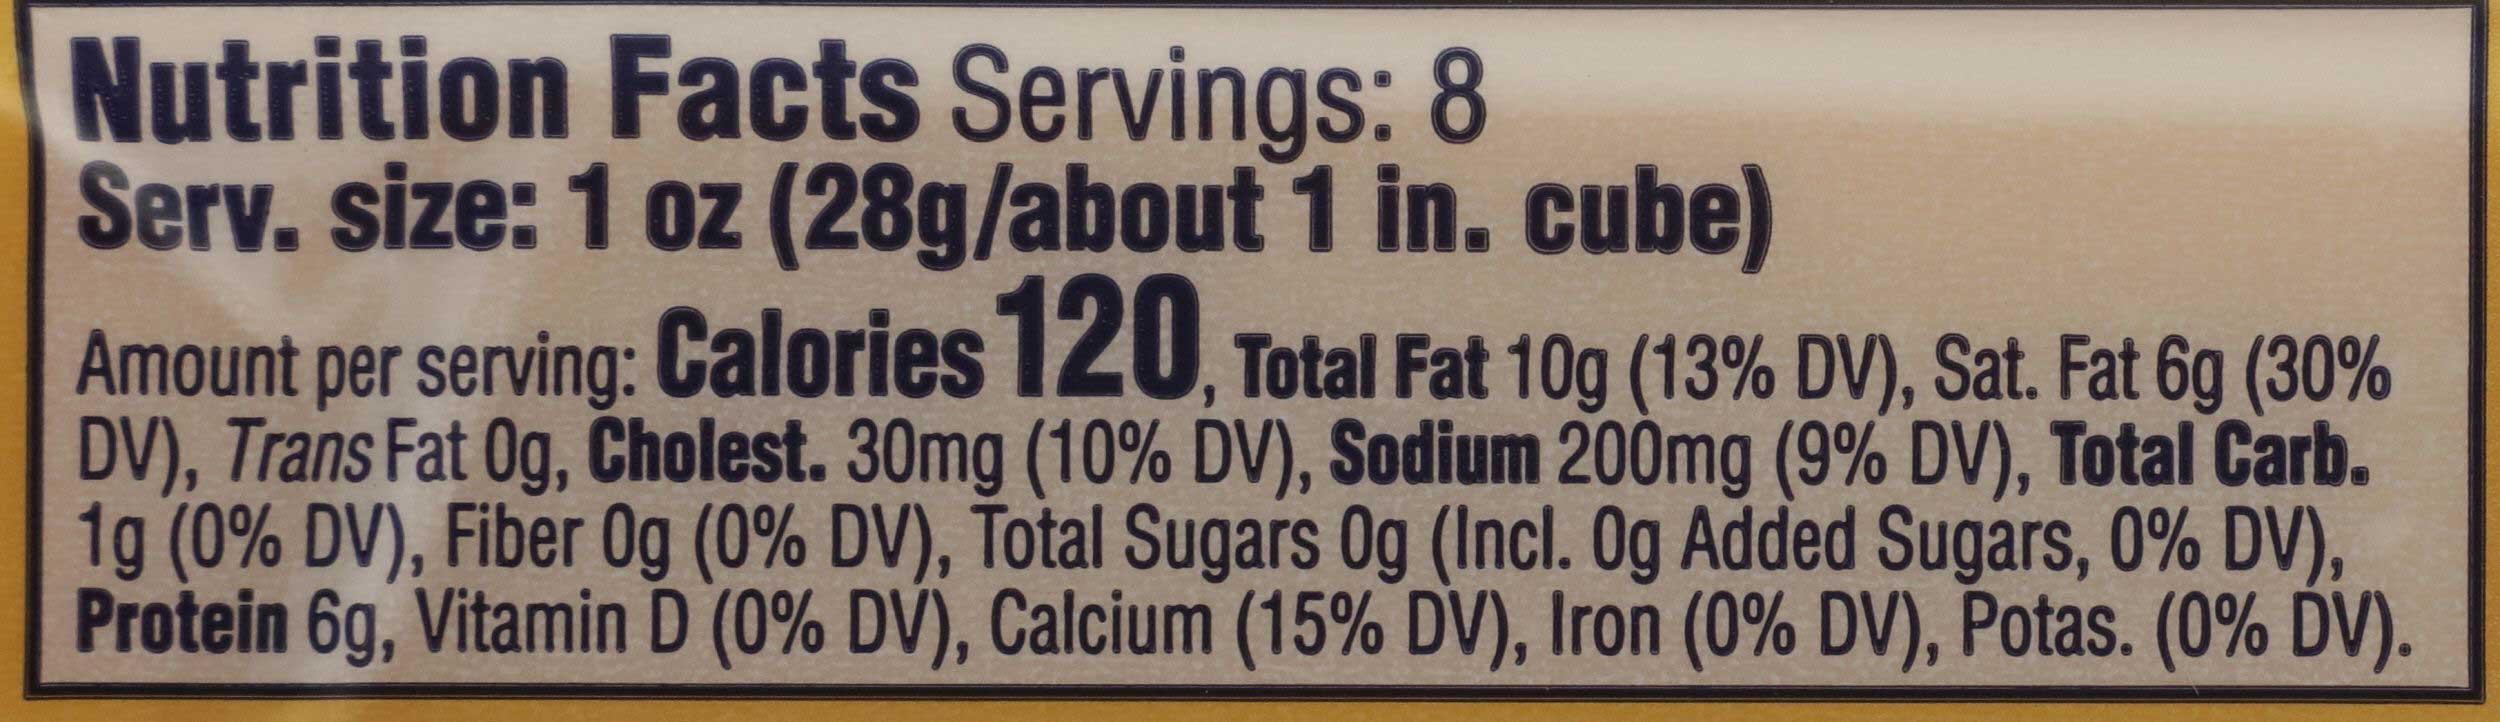 Nutrition Facts Servings: 8
Serv. size: 1 oz (28g/about 1 in. cube)
Amount per serving: Calories 120, Total Fat 10g (13% DV), Sat. Fat 6g (30%
DV), Trans Fat 0g, Cholest. 30mg (10% DV), Sodium 200mg (9% DV), Total Carb.
1g (0% DV), Fiber 0g (0% DV), Total Sugars 0g (Incl. 0g Added Sugars, 0% DV),
Protein 6g, Vitamin D (0% DV), Calcium (15% DV), Iron (0% DV), Potas. (0% DV).